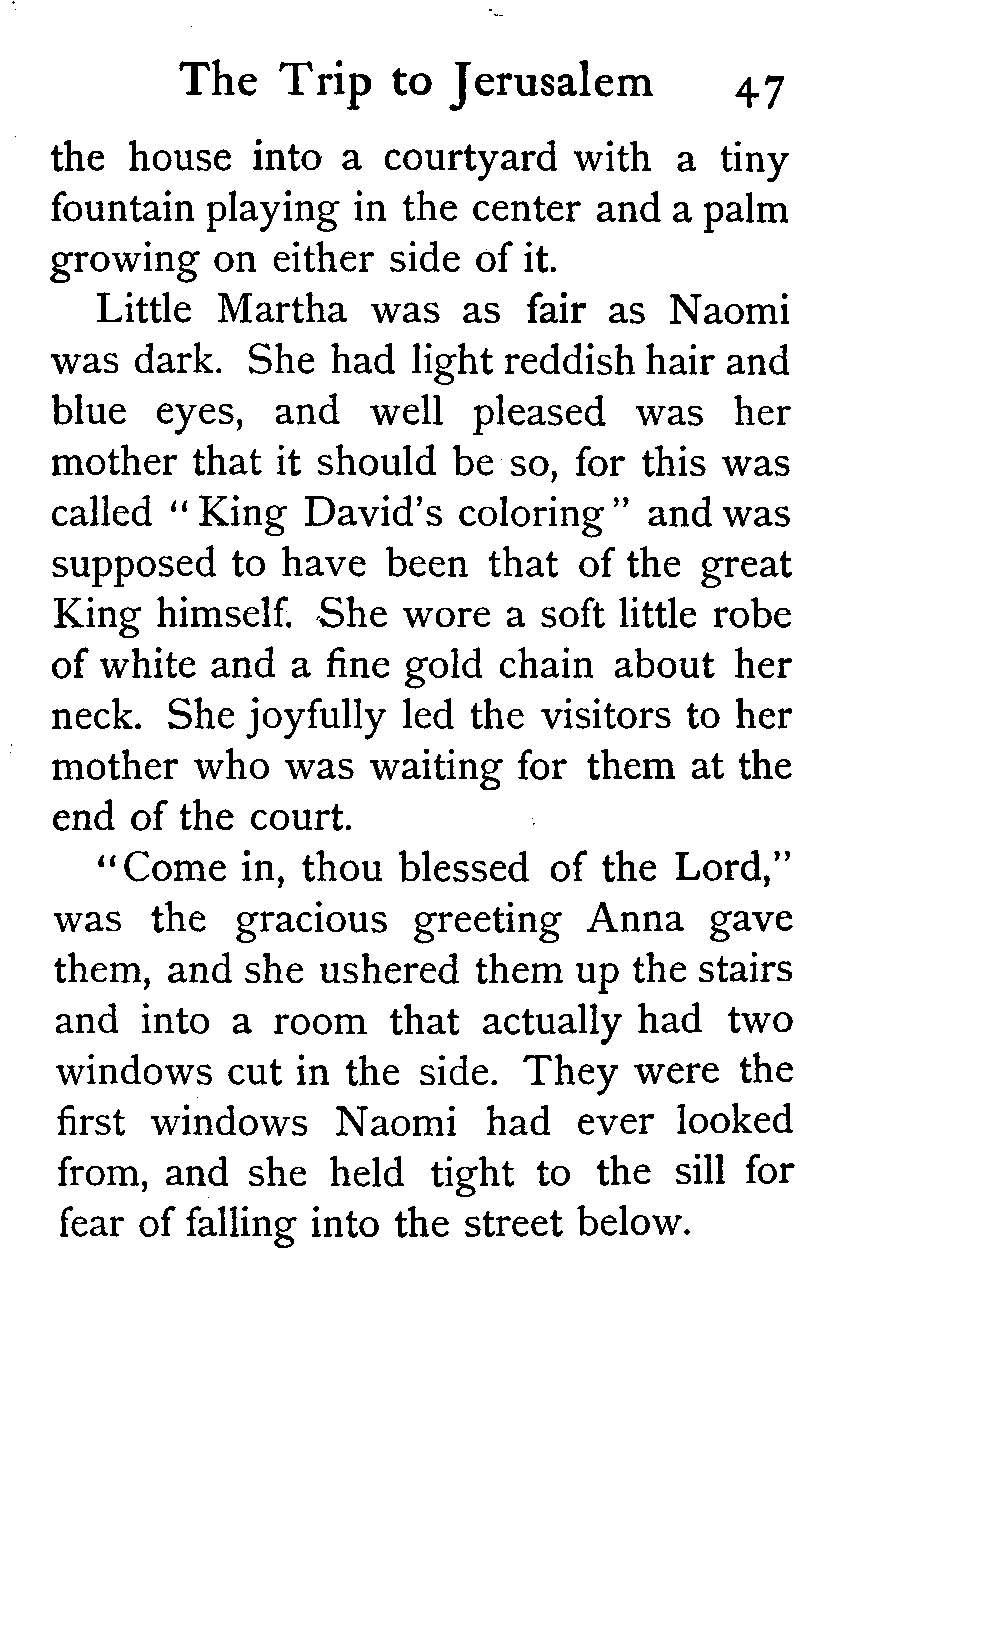 The Trip to Jerusalem 47
the house into a courtyard with a tiny
fountain playing in the center and a palm
growing on either side of it.
Little Martha was as fair as Naomi
was dark. She had light reddish hair and
blue eyes, and well pleased was her
mother that it should be so, for this was
called "King David's coloring" and was
supposed to have been that of the great
King himself. She wore a soft little robe
of white and a fine gold chain about her
neck. She joyfully led the visitors to her
mother who was waiting for them at the
end of the court.
"Come in, thou blessed of the Lord,"
was the gracious greeting Anna gave
them, and she ushered them up the stairs
and into a room that actually had two
windows cut in the side. They were the
first windows Naomi had ever looked
from, and she held tight to the sill for
fear of falling into the street below.